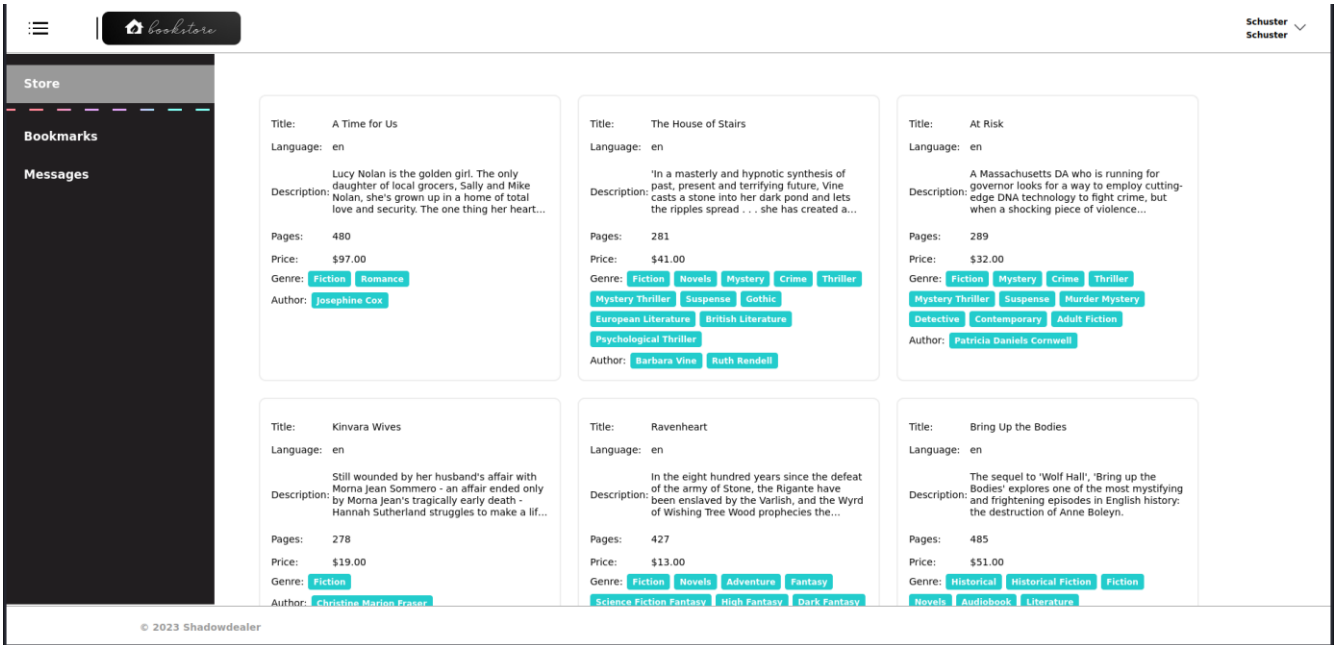 bookstore
Schuster
Schuster
Store
Bookmarks
Messages
Title: A Time for Us
Language: en
Description: Lucy Nolan is the golden girl. The only
daughter of local grocers, Sally and Mike
Nolan, she's grown up in a home of total
love and security. The one thing her heart...
Pages: 480
Price: $97.00
Genre: Fiction Romance
Author: Josephine Cox
Title: The House of Stairs
Language: en
Description: 'In a masterly and hypnotic synthesis of
past, present and terrifying future, Vine
casts a stone into her dark pond and lets
the ripples spread . . . she has created a...
Pages: 281
Price: $41.00
Genre: Fiction Novels Mystery Crime Thriller
Mystery Thriller Suspense Gothic
European Literature British Literature
Psychological Thriller
Author: Barbara Vine Ruth Rendell
Title: At Risk
Language: en
Description: A Massachusetts DA who is running for
governor looks for a way to employ cutting-
edge DNA technology to fight crime, but
when a shocking piece of violence...
Pages: 289
Price: $32.00
Genre: Fiction Mystery Crime Thriller
Mystery Thriller Suspense Murder Mystery
Detective Contemporary Adult Fiction
Author: Patricia Daniels Cornwell
Title: Kinvara Wives
Language: en
Description: Still wounded by her husband's affair with
Morna Jean Sommero - an affair ended only
by Morna Jean's tragically early death -
Hannah Sutherland struggles to make a lif...
Pages: 278
Price: $19.00
Genre: Fiction
Author: Christine Marion Fraser
Title: Ravenheart
Language: en
Description: In the eight hundred years since the defeat
of the army of Stone, the Rigante have
been enslaved by the Varlish, and the Wyrd
of Wishing Tree Wood prophecies the...
Pages: 427
Price: $13.00
Genre: Fiction Novels Adventure Fantasy
Science Fiction Fantasy High Fantasy Dark Fantasy
Title: Bring Up the Bodies
Language: en
Description: The sequel to 'Wolf Hall', 'Bring up the
Bodies' explores one of the most mystifying
and frightening episodes in English history:
the destruction of Anne Boleyn.
Pages: 485
Price: $51.00
Genre: Historical Historical Fiction Fiction
Novels Audiobook Literature
© 2023 Shadowdealer